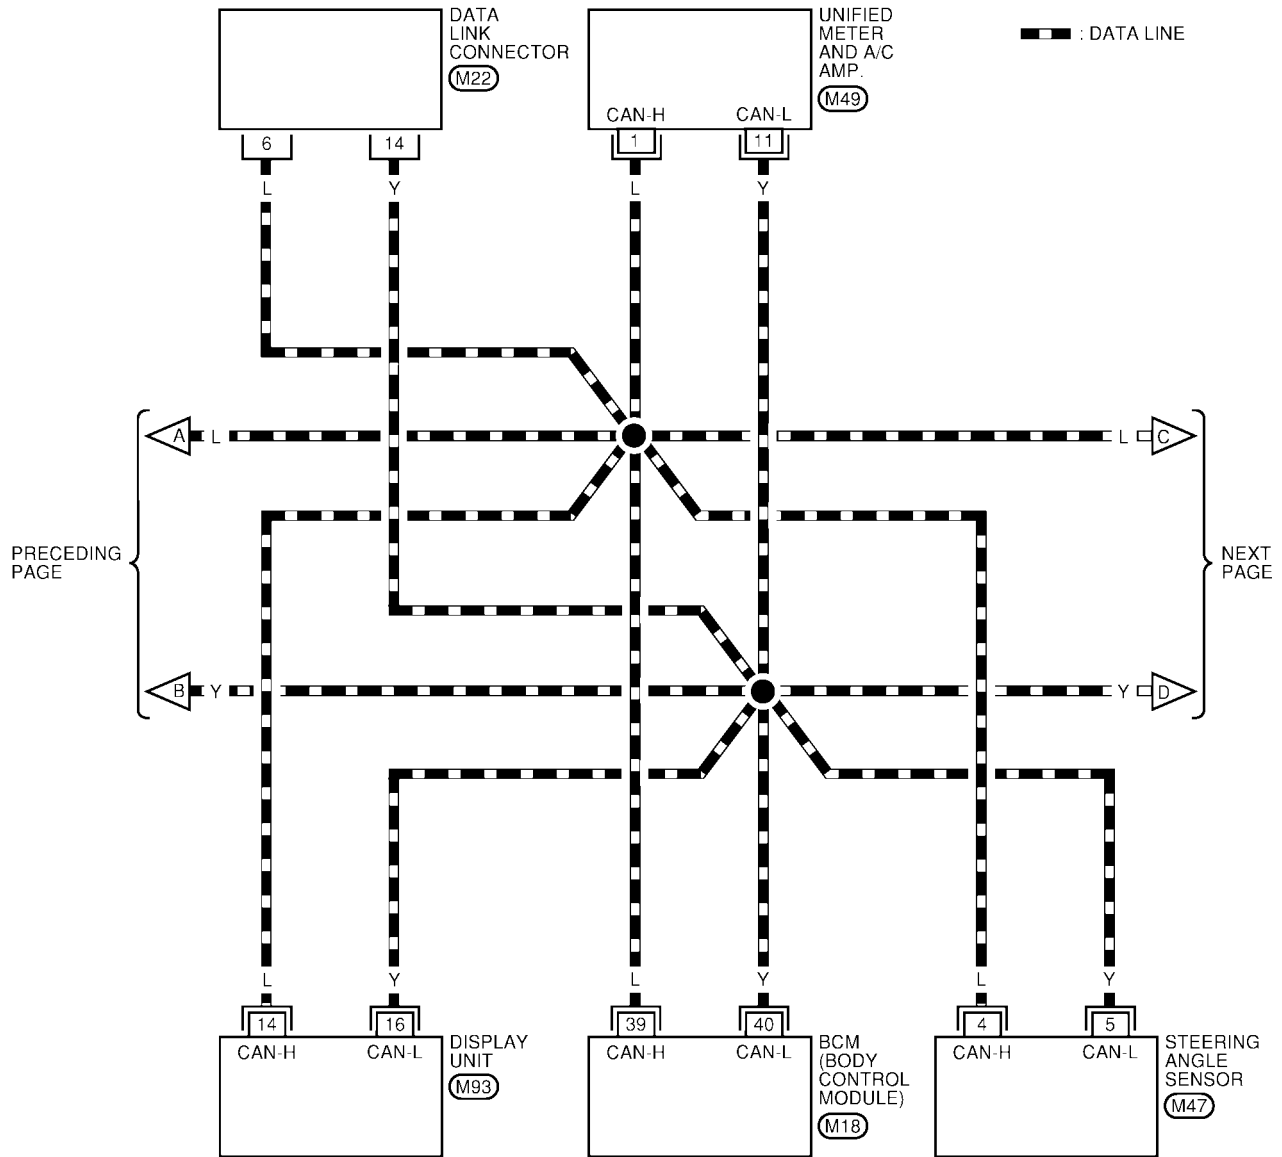 DATA
LINK
CONNECTOR
M22
UNIFIED
METER
AND A/C
AMP.
M49
: DATA LINE
CAN-H
CAN-L
6
14
1
11
L
Y
L
Y
A
L
L
C
PRECEDING
PAGE
NEXT
PAGE
B
Y
Y
D
L
Y
L
Y
L
Y
14
16
39
40
4
5
CAN-H
CAN-L
DISPLAY
UNIT
M93
CAN-H
CAN-L
BCM
(BODY
CONTROL
MODULE)
M18
CAN-H
CAN-L
STEERING
ANGLE
SENSOR
M47